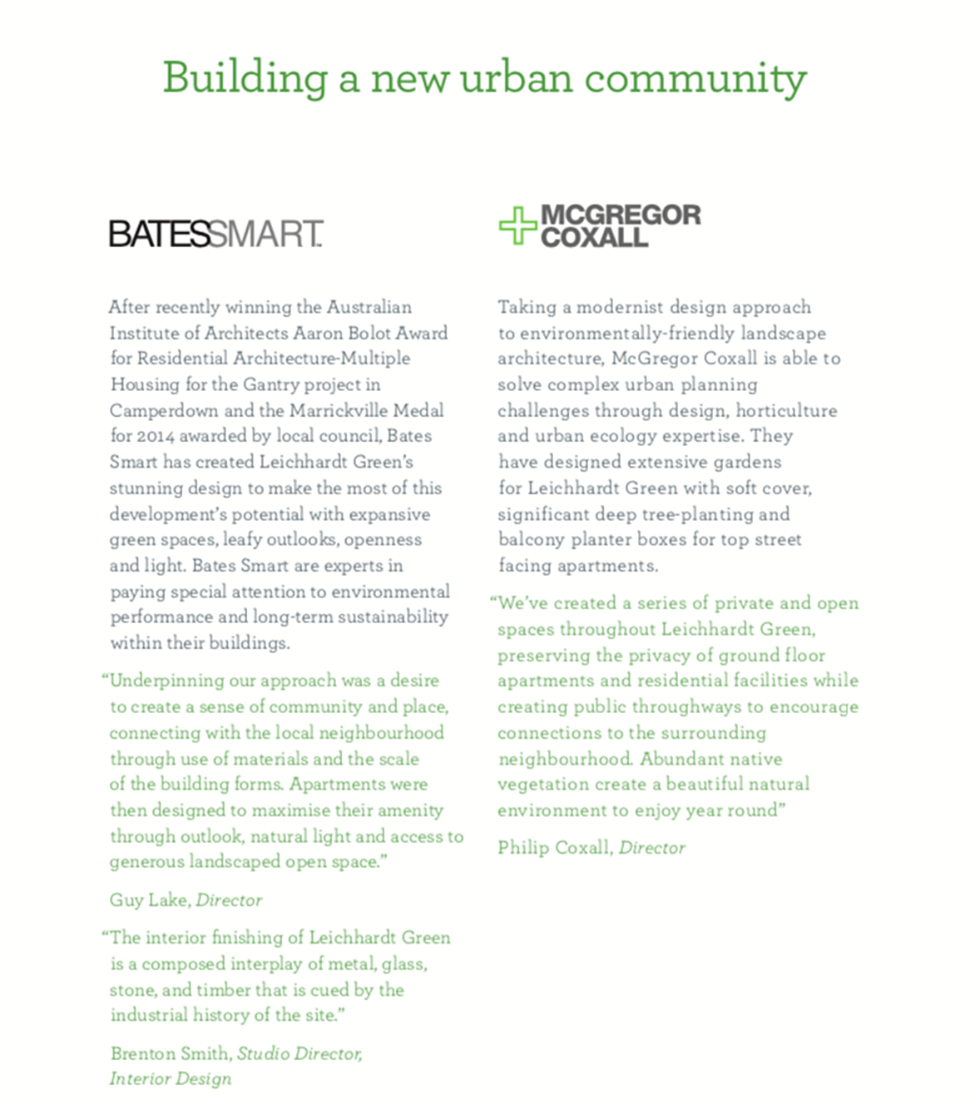 Building a new urban community
BATESSMART™
After recently winning the Australian
Institute of Architects Aaron Bolot Award
for Residential Architecture-Multiple
Housing for the Gantry project in
Camperdown and the Marrickville Medal
for 2014 awarded by local council, Bates
Smart has created Leichhardt Green's
stunning design to make the most of this
development's potential with expansive
green spaces, leafy outlooks, openness
and light. Bates Smart are experts in
paying special attention to environmental
performance and long-term sustainability
within their buildings.
“Underpinning our approach was a desire
to create a sense of community and place,
connecting with the local neighbourhood
through use of materials and the scale
of the building forms. Apartments were
then designed to maximise their amenity
through outlook, natural light and access to
generous landscaped open space.”
Guy Lake, Director
“The interior finishing of Leichhardt Green
is a composed interplay of metal, glass,
stone, and timber that is cued by the
industrial history of the site.”
Brenton Smith, Studio Director,
Interior Design
MCGREGOR
COXALL
Taking a modernist design approach
to environmentally-friendly landscape
architecture, McGregor Coxall is able to
solve complex urban planning
challenges through design, horticulture
and urban ecology expertise. They
have designed extensive gardens
for Leichhardt Green with soft cover,
significant deep tree-planting and
balcony planter boxes for top street
facing apartments.
“We've created a series of private and open
spaces throughout Leichhardt Green,
preserving the privacy of ground floor
apartments and residential facilities while
creating public throughways to encourage
connections to the surrounding
neighbourhood. Abundant native
vegetation create a beautiful natural
environment to enjoy year round”
Philip Coxall, Director